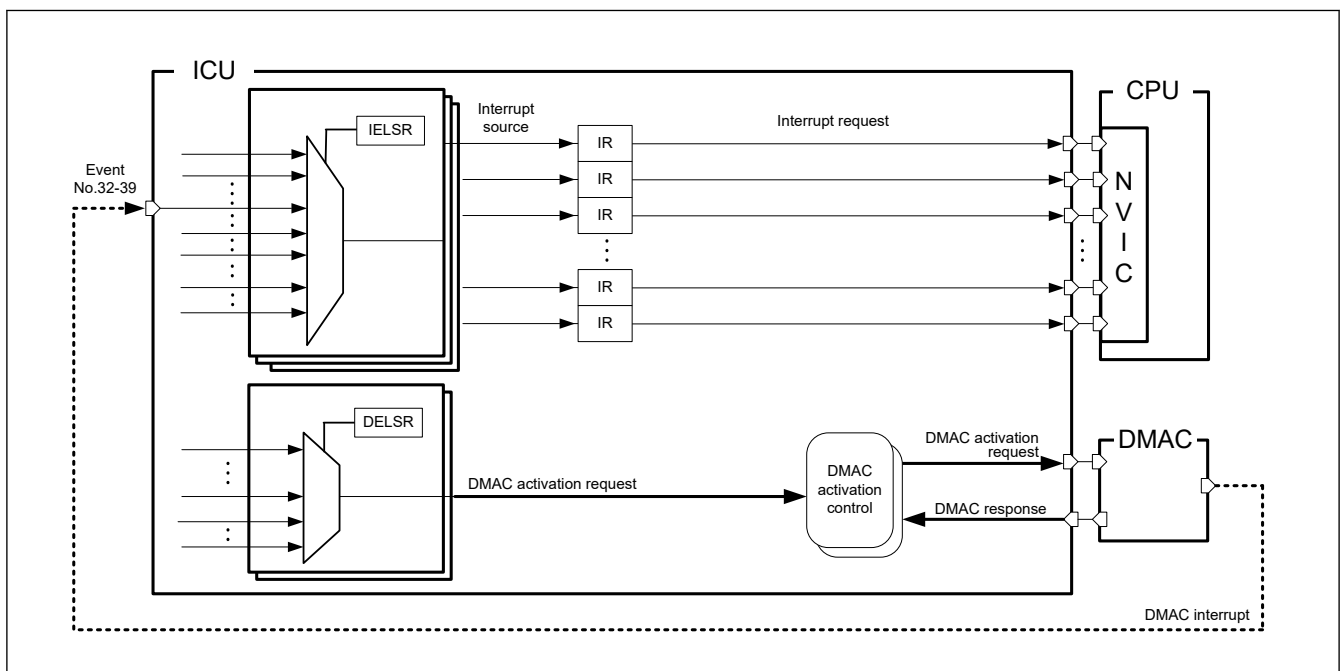 ICU
CPU
IELSR
Interrupt
source
Interrupt request
Event
No.32-39
IR
IR
IR
IR
IR
N
V
I
C
DELSR
DMAC activation request
DMAC
activation
control
DMAC activation
request
DMAC response
DMAC
DMAC interrupt